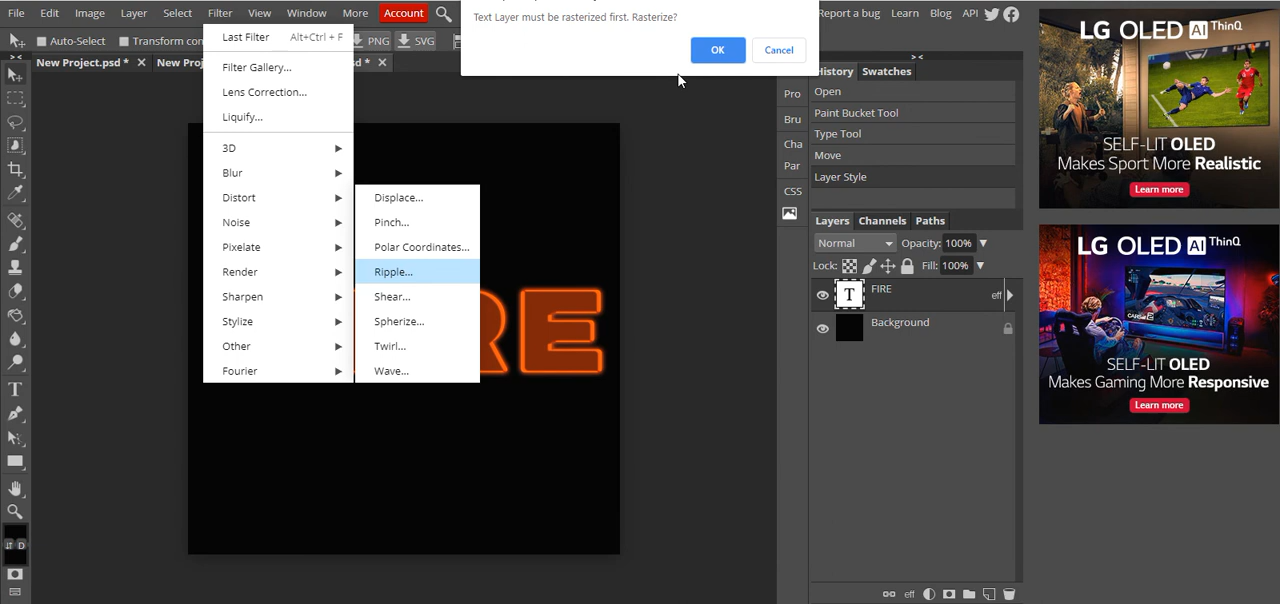 File Edit Image Layer Select Filter View Window More Account Report a bug Learn Blog API
Text Layer must be rasterized first. Rasterize?
OK Cancel
Auto-Select Transform con PNG SVG
New Project.psd * New Proj d *
Last Filter Alt+Ctrl + F
Filter Gallery...
Lens Correction...
Liquify...
3D
Blur
Distort
Noise
Pixelate
Render
Sharpen
Stylize
Other
Fourier
Displace...
Pinch...
Polar Coordinates...
Ripple...
Shear...
Spherize...
Twirl...
Wave...
RE
Pro
Bru
Cha
Par
CSS
History Swatches
Open
Paint Bucket Tool
Type Tool
Move
Layer Style
Layers Channels Paths
Normal Opacity: 100%
Lock: Fill: 100%
T FIRE eff
Background
eff
T
D
LG OLED AI ThinQ
SELF-LIT OLED
Makes Sport More Realistic
Learn more
LG OLED AI ThinQ
SELF-LIT OLED
Makes Gaming More Responsive
Learn more